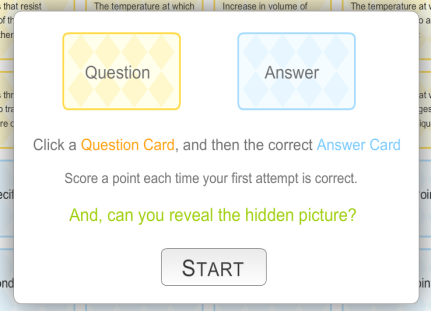 that resist
The temperature at which
Increase in volume of
The temperature at
Question
Answer
Click a Question Card, and then the correct Answer Card
Score a point each time your first attempt is correct.
And, can you reveal the hidden picture?
START